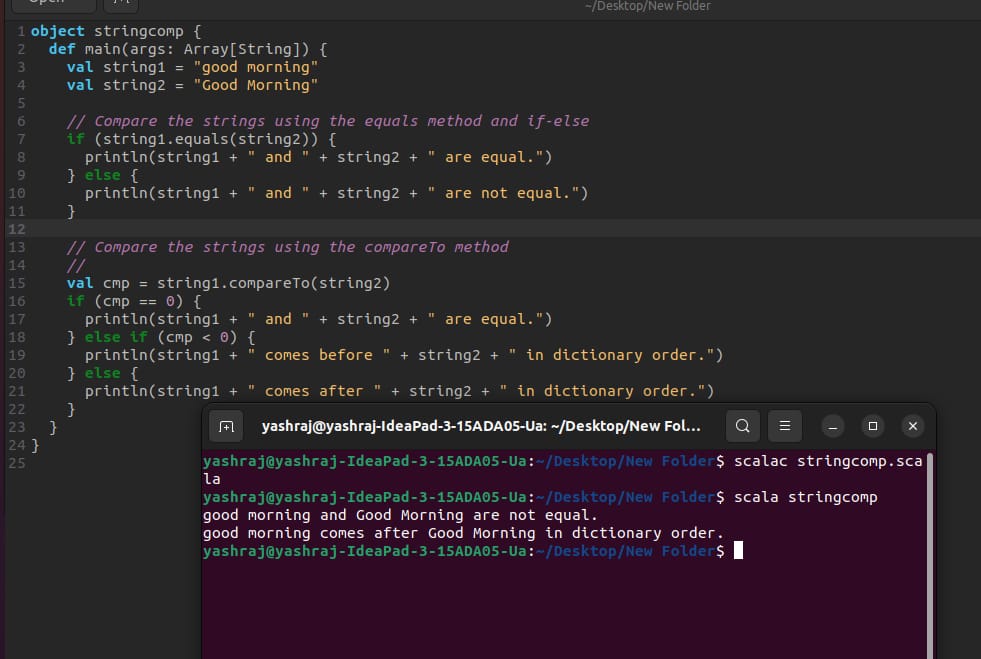 Open
~/Desktop/New Folder
1 object stringcomp {
2   def main(args: Array[String]) {
3     val string1 = "good morning"
4     val string2 = "Good Morning"
5
6     // Compare the strings using the equals method and if-else
7     if (string1.equals(string2)) {
8       println(string1 + " and " + string2 + " are equal.")
9     } else {
10       println(string1 + " and " + string2 + " are not equal.")
11     }
12
13     // Compare the strings using the compareTo method
14     //
15     val cmp = string1.compareTo(string2)
16     if (cmp == 0) {
17       println(string1 + " and " + string2 + " are equal.")
18     } else if (cmp < 0) {
19       println(string1 + " comes before " + string2 + " in dictionary order.")
20     } else {
21       println(string1 + " comes after " + string2 + " in dictionary order.")
22     }
23   }
24 }
25
yashraj@yashraj-IdeaPad-3-15ADA05-Ua: ~/Desktop/New Fol...
yashraj@yashraj-IdeaPad-3-15ADA05-Ua:~/Desktop/New Folder$ scalac stringcomp.sca
la
yashraj@yashraj-IdeaPad-3-15ADA05-Ua:~/Desktop/New Folder$ scala stringcomp
good morning and Good Morning are not equal.
good morning comes after Good Morning in dictionary order.
yashraj@yashraj-IdeaPad-3-15ADA05-Ua:~/Desktop/New Folder$